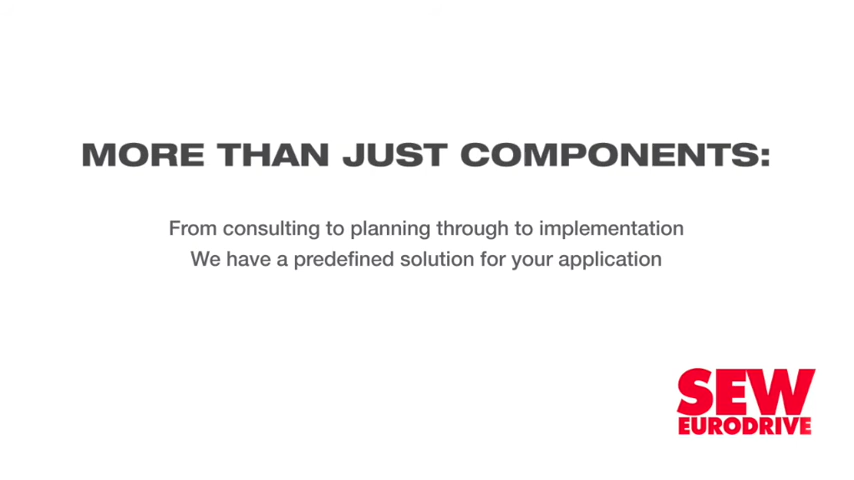 MORE THAN JUST COMPONENTS:
From consulting to planning through to implementation
We have a predefined solution for your application
SEW
EURODRIVE